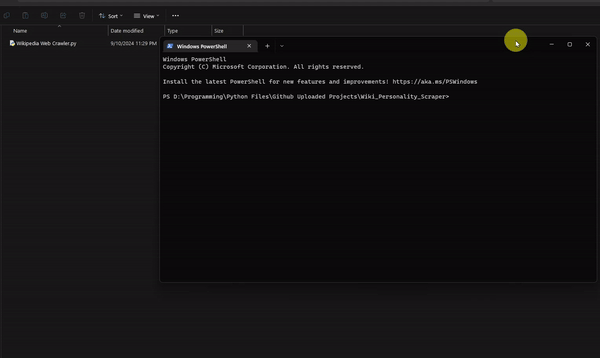 Sort
View
Name
Date modified
Type
Size
Wikipedia Web Crawler.py
9/10/2024 11:29 PM
Windows PowerShell
Windows PowerShell
Copyright (C) Microsoft Corporation. All rights reserved.
Install the latest PowerShell for new features and improvements! https://aka.ms/PSWindows
PS D:\Programming\Python Files\Github Uploaded Projects\Wiki_Personality_Scraper>